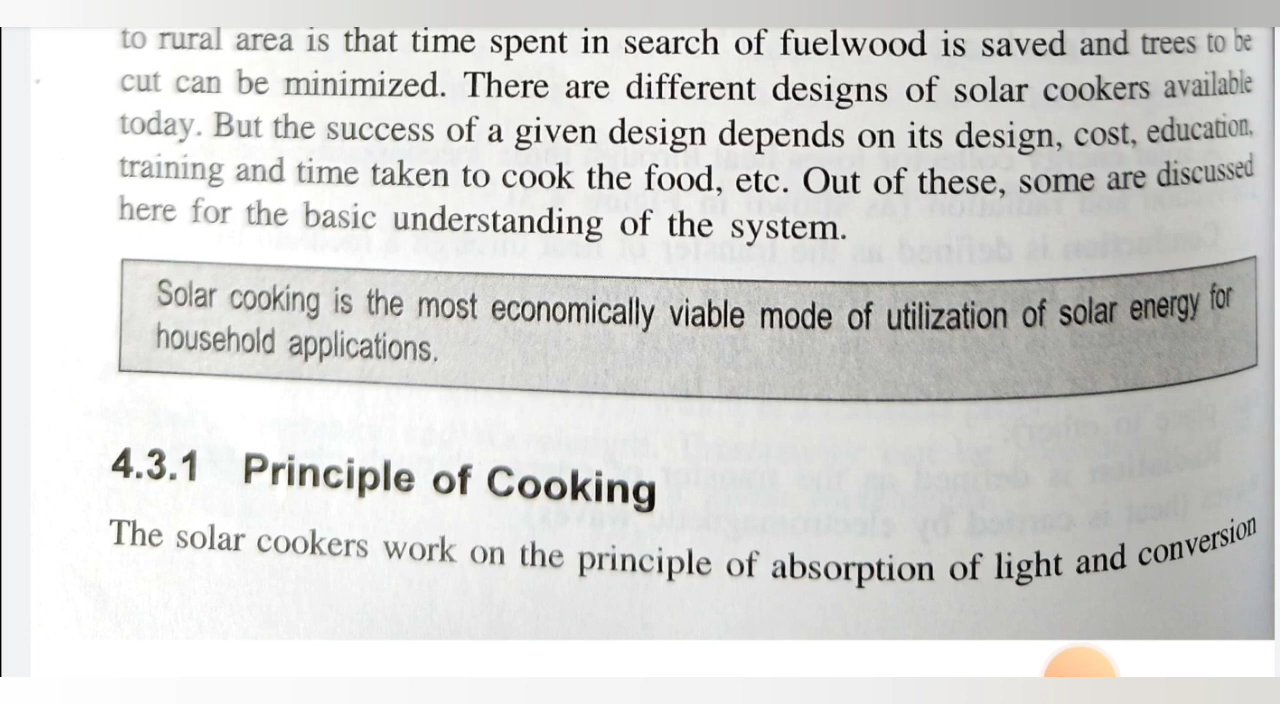 to rural area is that time spent in search of fuelwood is saved and trees to be
cut can be minimized. There are different designs of solar cookers available
today. But the success of a given design depends on its design, cost, education,
training and time taken to cook the food, etc. Out of these, some are discussed
here for the basic understanding of the system.
Solar cooking is the most economically viable mode of utilization of solar energy for
household applications.
4.3.1 Principle of Cooking
The solar cookers work on the principle of absorption of light and conversion